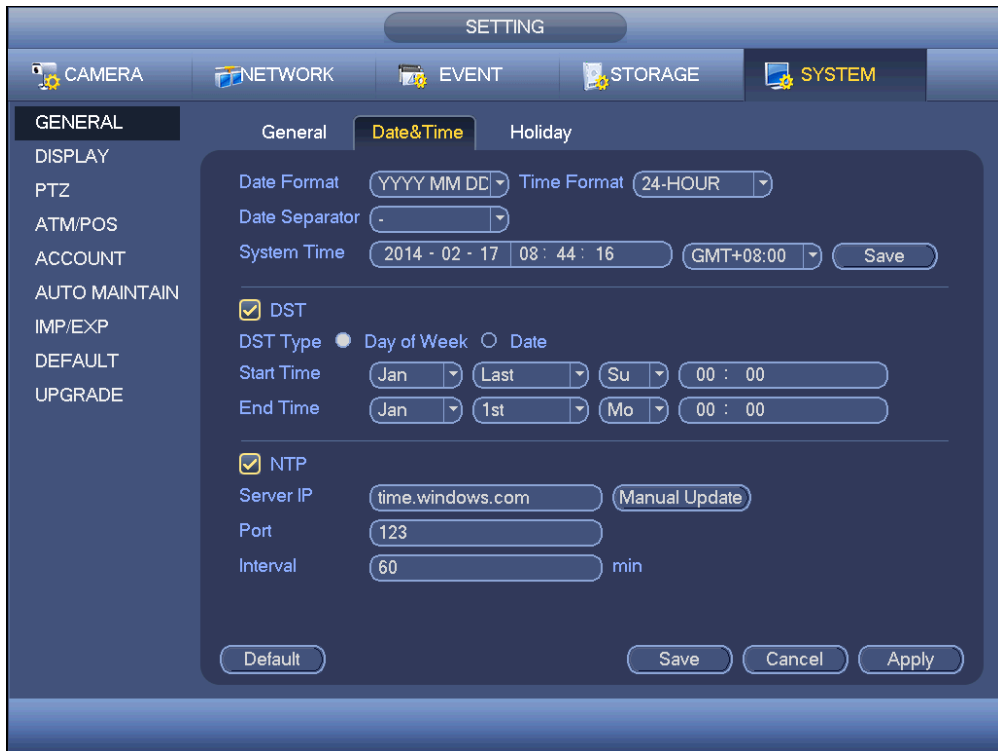 SETTING
CAMERA NETWORK EVENT STORAGE SYSTEM
GENERAL
DISPLAY
PTZ
ATM/POS
ACCOUNT
AUTO MAINTAIN
IMP/EXP
DEFAULT
UPGRADE
General Date&Time Holiday
Date Format YYYY MM DD Time Format 24-HOUR
Date Separator -
System Time 2014 - 02 - 17 08 : 44 : 16 GMT+08:00 Save
DST
DST Type Day of Week Date
Start Time Jan Last Su 00 : 00
End Time Jan 1st Mo 00 : 00
NTP
Server IP time.windows.com Manual Update
Port 123
Interval 60 min
Default Save Cancel Apply